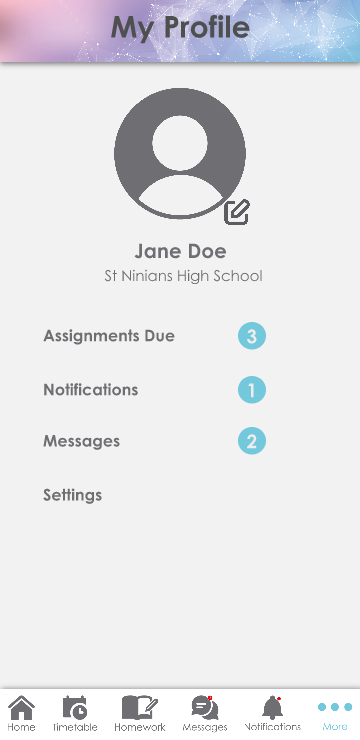 My Profile
Jane Doe
St Ninians High School
Assignments Due 3
Notifications 1
Messages 2
Settings
Home Timetable Homework Messages Notifications More